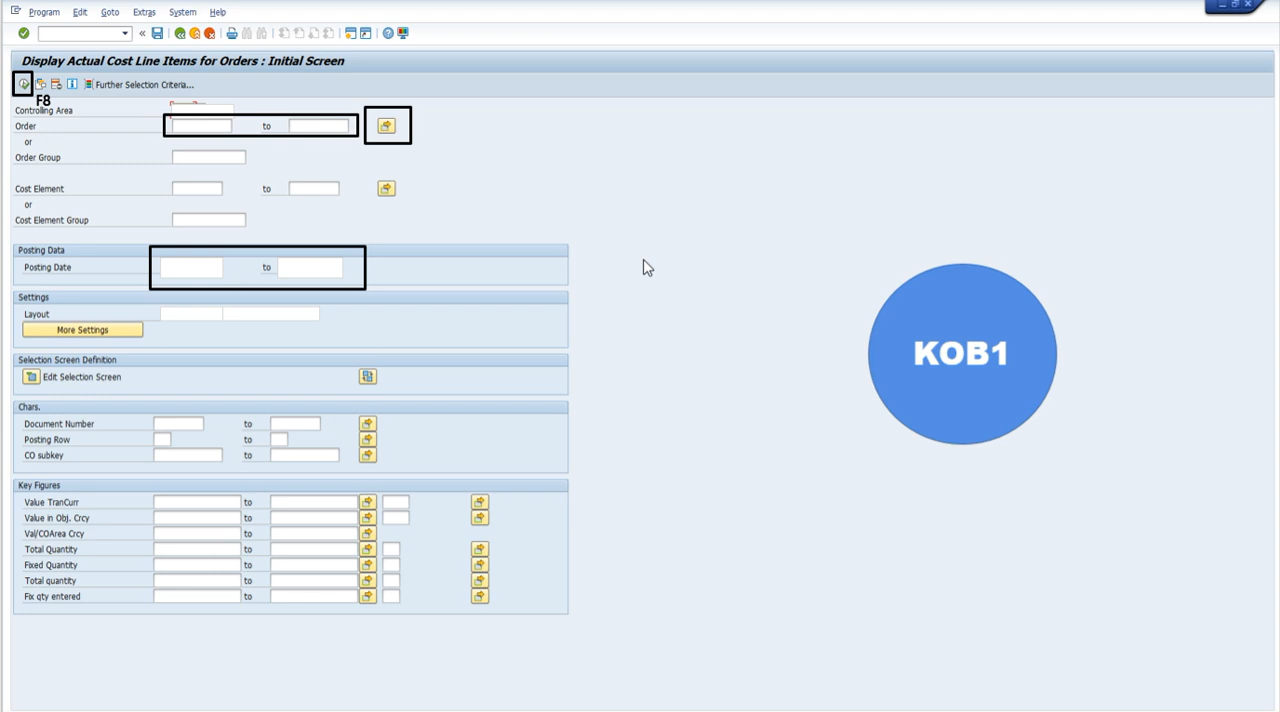 Program Edit Goto Extras System Help
Display Actual Cost Line Items for Orders : Initial Screen
Further Selection Criteria...
F8
Controlling Area
Order to
or
Order Group
Cost Element to
or
Cost Element Group
Posting Data
Posting Date to
Settings
Layout
More Settings
Selection Screen Definition
Edit Selection Screen
Chars.
Document Number to
Posting Row to
CO subkey to
Key Figures
Value TranCurr to
Value in Obj. Crcy to
Val/COArea Crcy to
Total Quantity to
Fixed Quantity to
Total quantity to
Fix qty entered to
KOB1